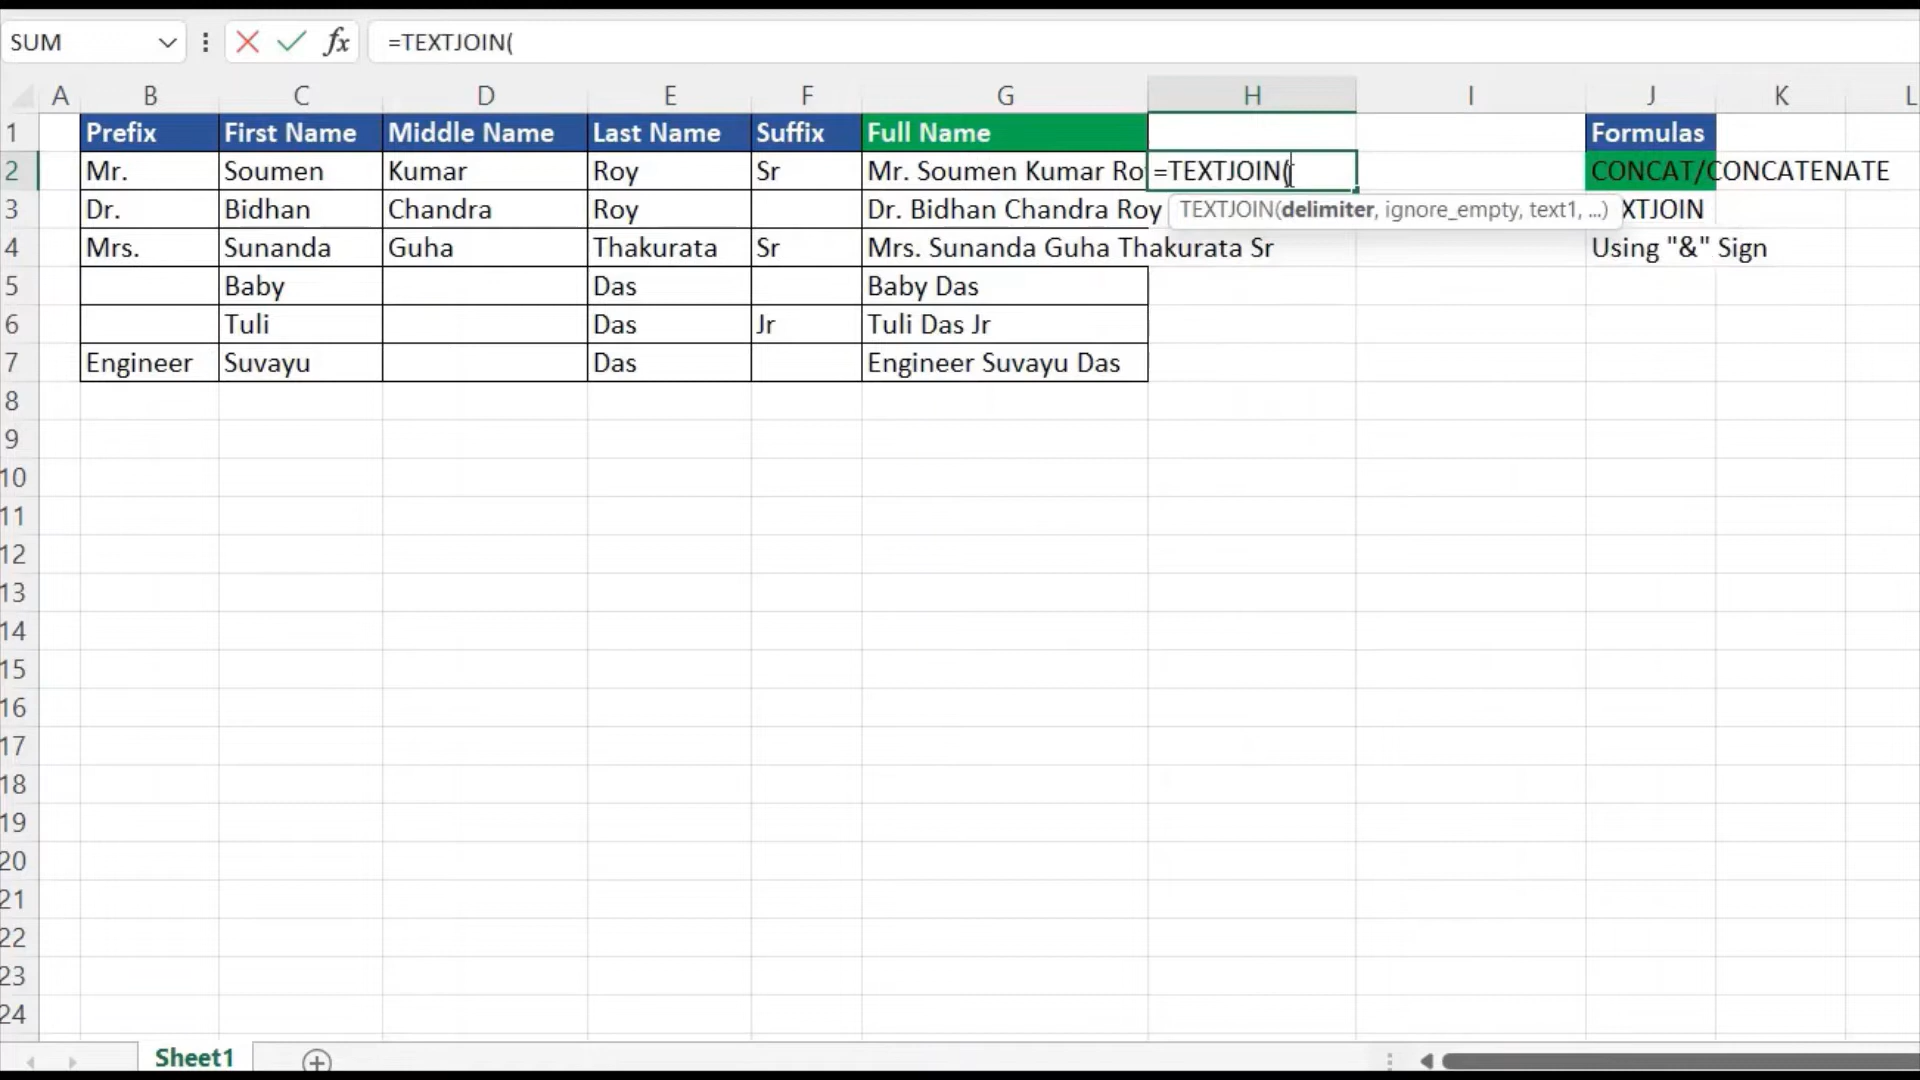 SUM fx =TEXTJOIN(
A B C D E F G H I J K L
1 Prefix First Name Middle Name Last Name Suffix Full Name Formulas
2 Mr. Soumen Kumar Roy Sr Mr. Soumen Kumar Ro =TEXTJOIN( CONCAT/CONCATENATE
3 Dr. Bidhan Chandra Roy Dr. Bidhan Chandra Roy TEXTJOIN(delimiter, ignore_empty, text1, ...) XTJOIN
4 Mrs. Sunanda Guha Thakurata Sr Mrs. Sunanda Guha Thakurata Sr Using "&" Sign
5 Baby Das Baby Das
6 Tuli Das Jr Tuli Das Jr
7 Engineer Suvayu Das Engineer Suvayu Das
8
9
10
11
12
13
14
15
16
17
18
19
20
21
22
23
24
Sheet1